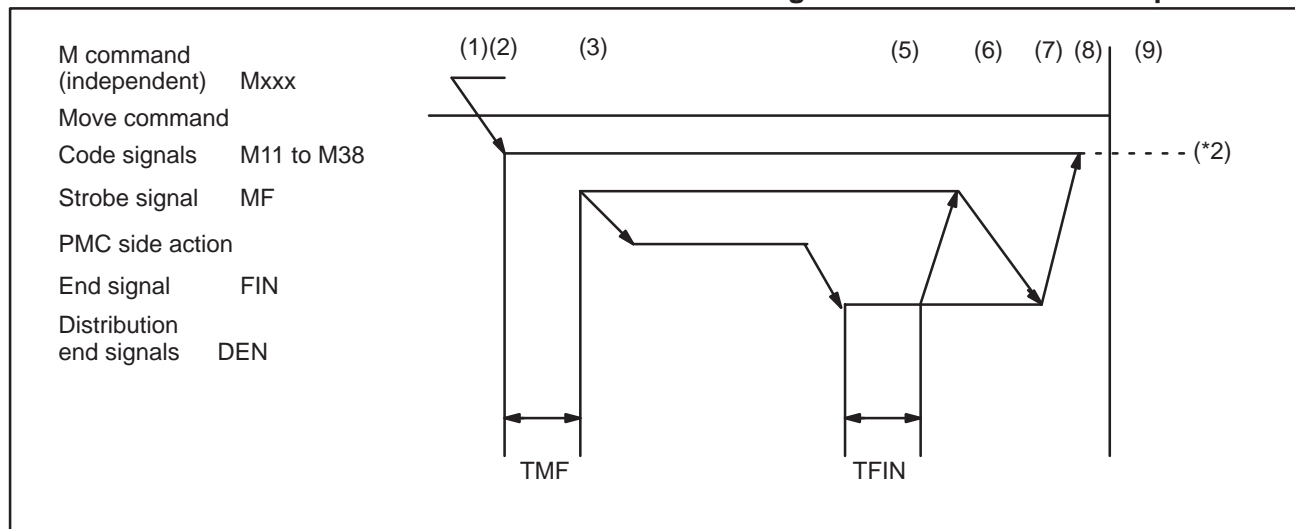 (1)(2) (3) (5) (6) (7) (8) (9)
M command
(independent) Mxxx
Move command
Code signals M11 to M38
(*2)
Strobe signal MF
PMC side action
End signal FIN
Distribution
end signals DEN
TMF TFIN